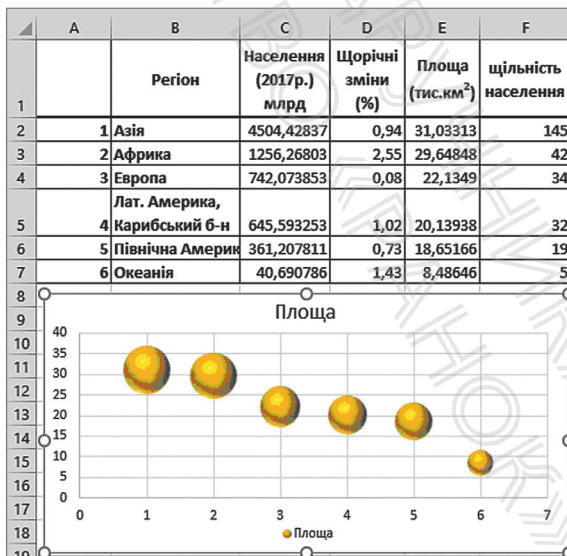 A B C D E F
1 Регіон Населення (2017р.) млрд Щорічні зміни (%) Площа (тис.км²) щільність населення
2 1 Азія 4504,42837 0,94 31,03313 145
3 2 Африка 1256,26803 2,55 29,64848 42
4 3 Европа 742,073853 0,08 22,1349 34
5 4 Лат. Америка, Карибський б-н 645,593253 1,02 20,13938 32
6 5 Північна Америк 361,207811 0,73 18,65166 19
7 6 Океанія 40,690786 1,43 8,48646 5
8
9
10
11
12
13
14
15
16
17
18
19
Площа
40
35
30
25
20
15
10
5
0
0 1 2 3 4 5 6 7
Площа